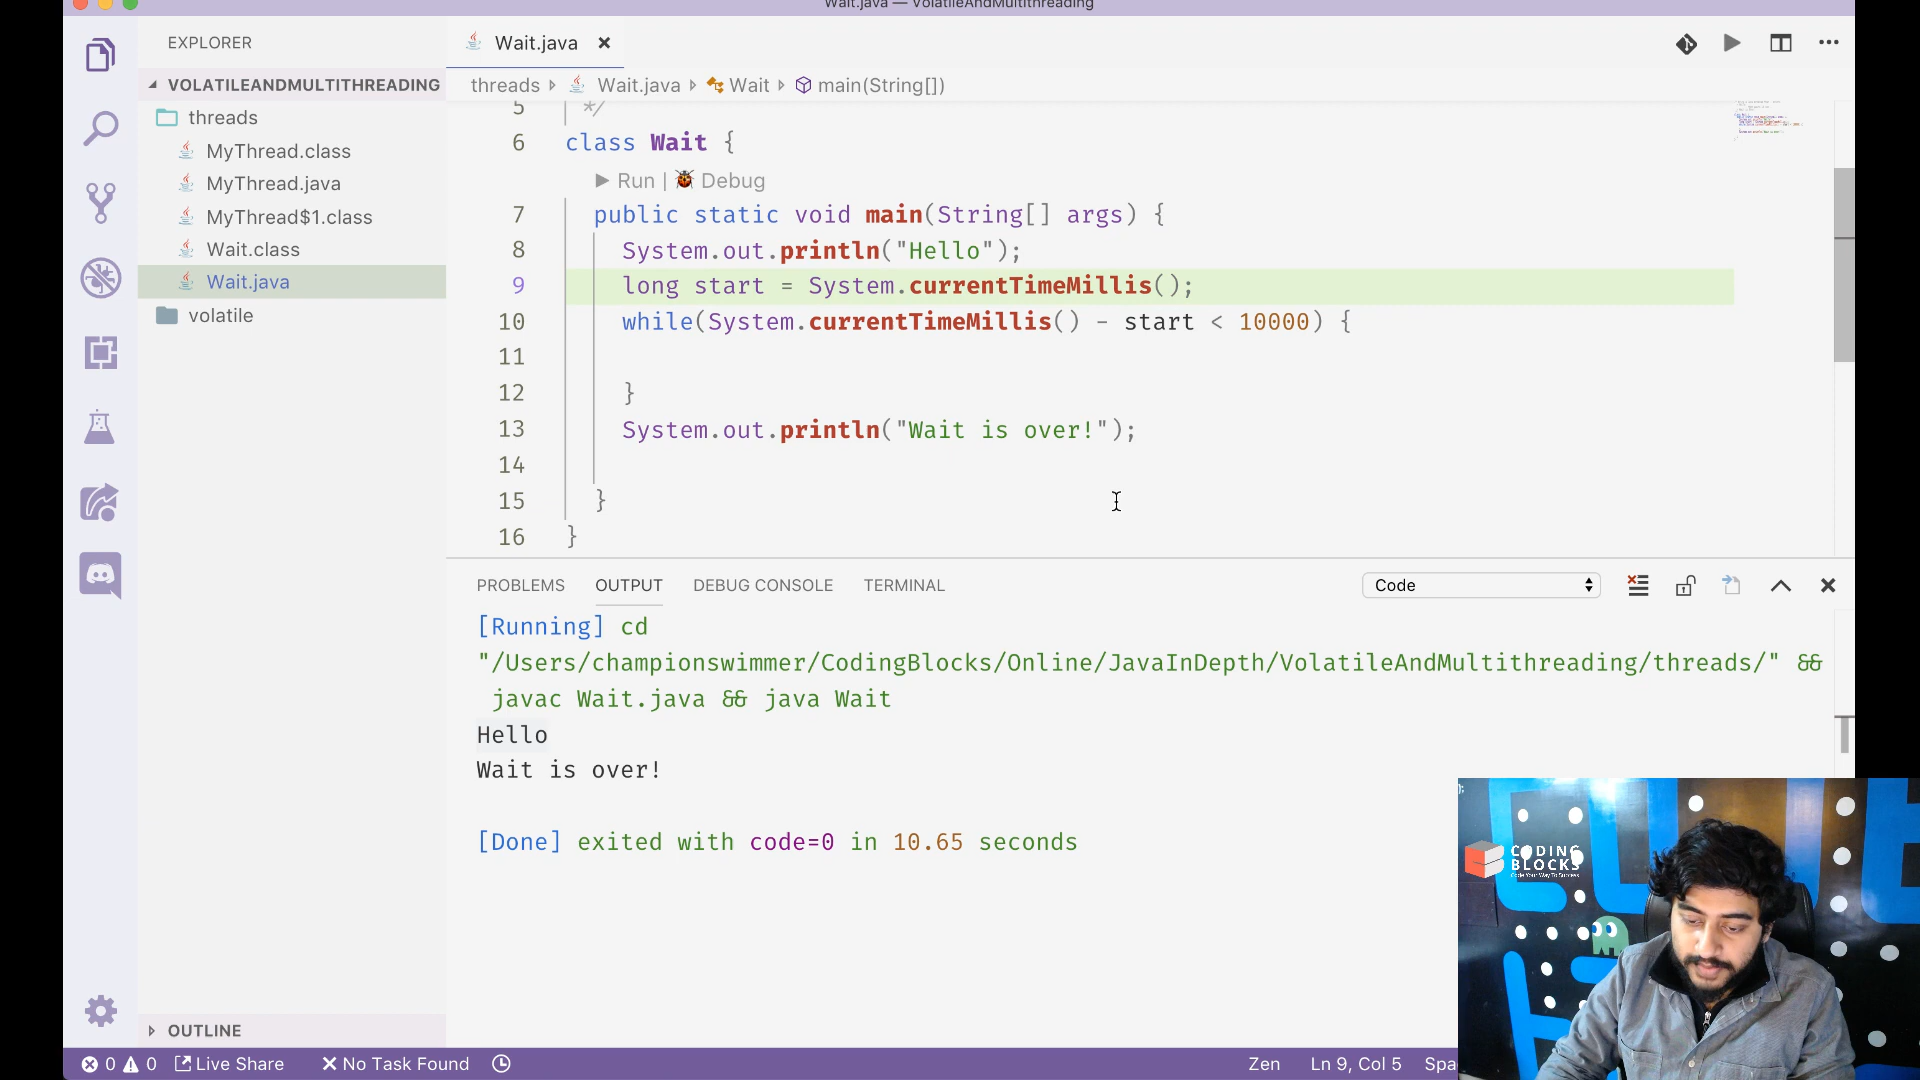 Wait.java — VolatileAndMultithreading
EXPLORER
Wait.java
VOLATILEANDMULTITHREADING
threads
MyThread.class
MyThread.java
MyThread$1.class
Wait.class
Wait.java
volatile
OUTLINE
threads Wait.java Wait main(String[])
5 */
6 class Wait {
Run | Debug
7 public static void main(String[] args) {
8 System.out.println("Hello");
9 long start = System.currentTimeMillis();
10 while(System.currentTimeMillis() - start < 10000) {
11
12 }
13 System.out.println("Wait is over!");
14
15 }
16 }
PROBLEMS OUTPUT DEBUG CONSOLE TERMINAL Code
[Running] cd
"/Users/championswimmer/CodingBlocks/Online/JavaInDepth/VolatileAndMultithreading/threads/" &&
javac Wait.java && java Wait
Hello
Wait is over!
[Done] exited with code=0 in 10.65 seconds
CODING
BLOCKS
Code Your Way To Success
0 0 Live Share No Task Found Zen Ln 9, Col 5 Spa